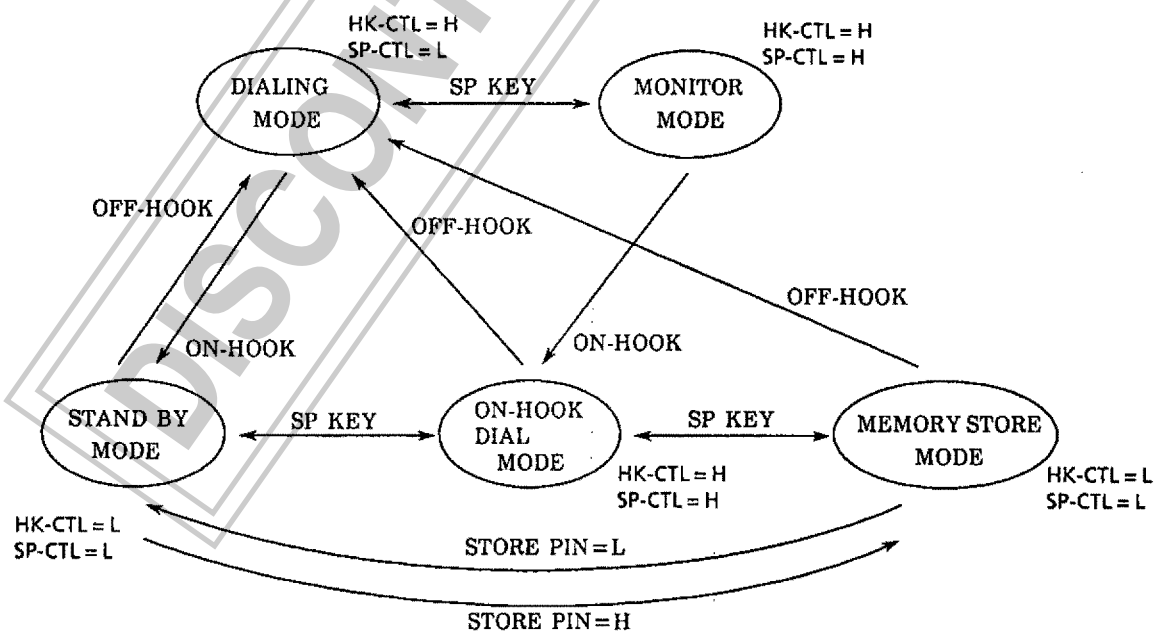 HK-CTL = H
SP-CTL = L
HK-CTL = H
SP-CTL = H
DIALING
MODE
SP KEY
MONITOR
MODE
OFF-HOOK
OFF-HOOK
OFF-HOOK
ON-HOOK
ON-HOOK
STAND BY
MODE
SP KEY
ON-HOOK
DIAL
MODE
SP KEY
MEMORY STORE
MODE
HK-CTL = H
SP-CTL = H
HK-CTL = L
SP-CTL = L
HK-CTL = L
SP-CTL = L
STORE PIN=L
STORE PIN=H
DISCONT